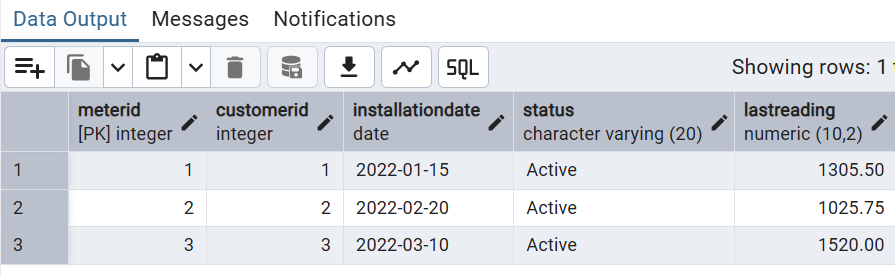 Data Output Messages Notifications
SQL Showing rows: 1
meterid customerid installationdate status lastreading
[PK] integer integer date character varying (20) numeric (10,2)
1 1 1 2022-01-15 Active 1305.50
2 2 2 2022-02-20 Active 1025.75
3 3 3 2022-03-10 Active 1520.00